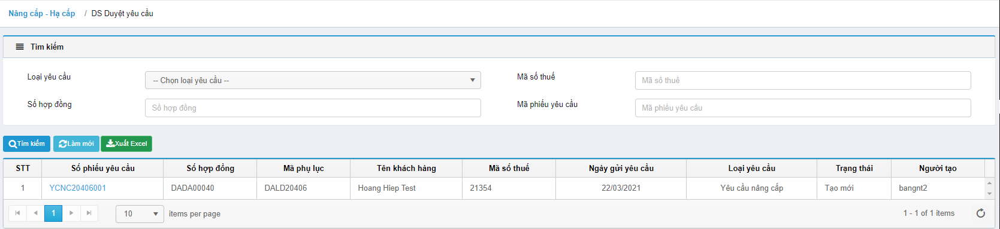 Nâng cấp - Hạ cấp / DS Duyệt yêu cầu
Tìm kiếm
Loại yêu cầu -- Chọn loại yêu cầu -- Mã số thuế Mã số thuế
Số hợp đồng Số hợp đồng Mã phiếu yêu cầu Mã phiếu yêu cầu
Tìm kiếm Làm mới Xuất Excel
STT Số phiếu yêu cầu Số hợp đồng Mã phụ lục Tên khách hàng Mã số thuế Ngày gửi yêu cầu Loại yêu cầu Trạng thái Người tạo
1 YCNC20406001 DADA00040 DALD20406 Hoang Hiep Test 21354 22/03/2021 Yêu cầu nâng cấp Tạo mới bangnt2
1 10 items per page 1 - 1 of 1 items